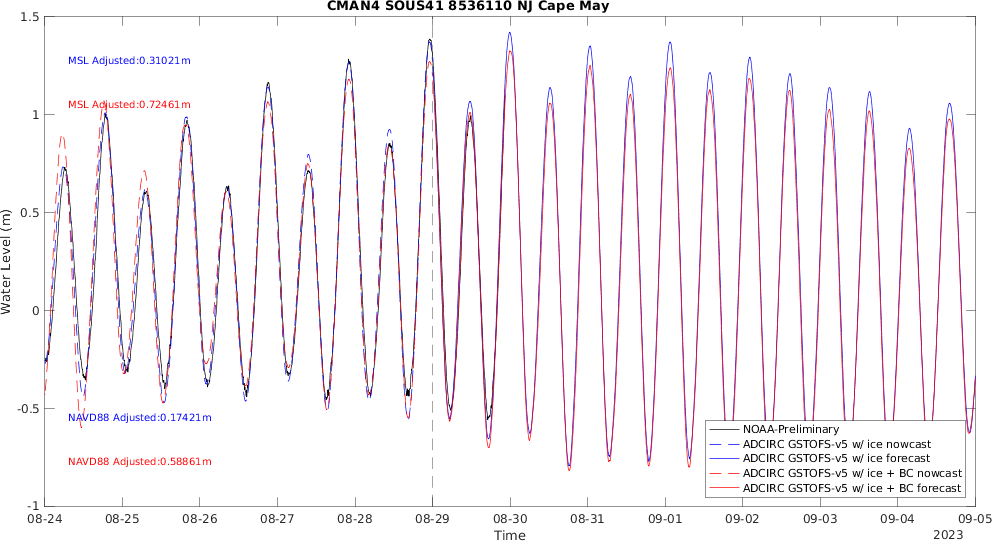 CMAN4 SOUS41 8536110 NJ Cape May
1.5
1
0.5
0
-0.5
-1
Water Level (m)
MSL Adjusted:0.31021m
MSL Adjusted:0.72461m
NAVD88 Adjusted:0.17421m
NAVD88 Adjusted:0.58861m
NOAA-Preliminary
ADCIRC GSTOFS-v5 w/ ice nowcast
ADCIRC GSTOFS-v5 w/ ice forecast
ADCIRC GSTOFS-v5 w/ ice + BC nowcast
ADCIRC GSTOFS-v5 w/ ice + BC forecast
08-24 08-25 08-26 08-27 08-28 08-29 08-30 08-31 09-01 09-02 09-03 09-04 09-05
Time
2023